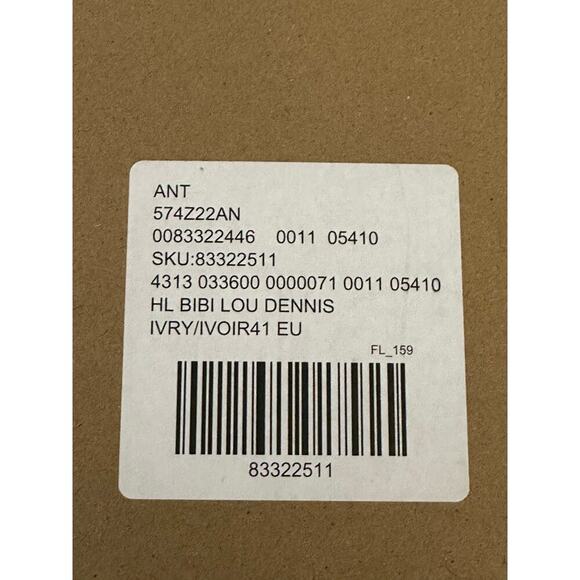 ANT
574Z22AN
0083322446 0011 05410
SKU:83322511
4313 033600 0000071 0011 05410
HL BIBI LOU DENNIS
IVRY/IVOIR41 EU
FL_159
83322511